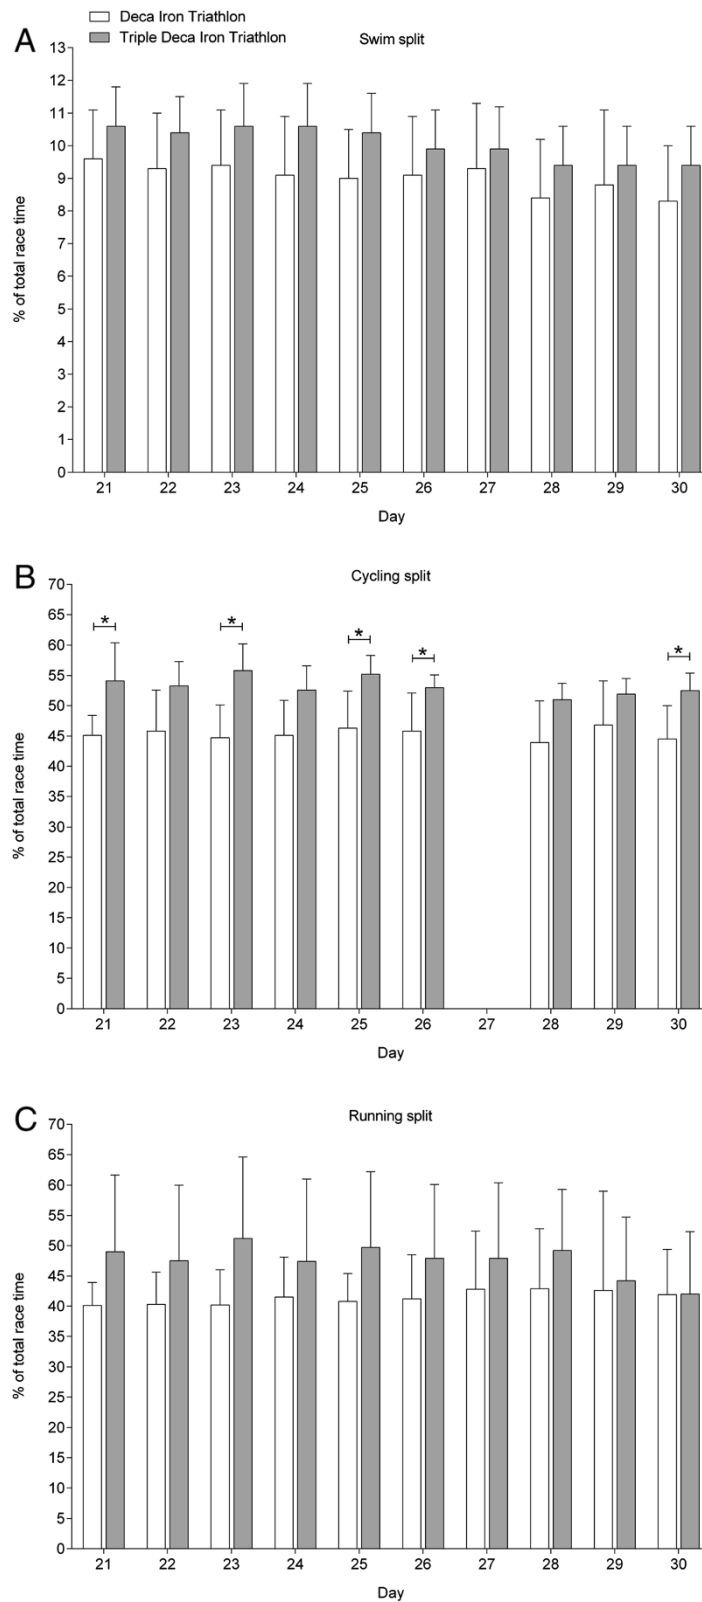 Deca Iron Triathlon
Triple Deca Iron Triathlon
A
Swim split
13
12
11
10
9
8
7
6
5
4
3
2
1
0
% of total race time
21 22 23 24 25 26 27 28 29 30
Day
B
Cycling split
70
65
60
55
50
45
40
35
30
25
20
15
10
5
0
% of total race time
* * * * *
21 22 23 24 25 26 27 28 29 30
Day
C
Running split
70
65
60
55
50
45
40
35
30
25
20
15
10
5
0
% of total race time
21 22 23 24 25 26 27 28 29 30
Day